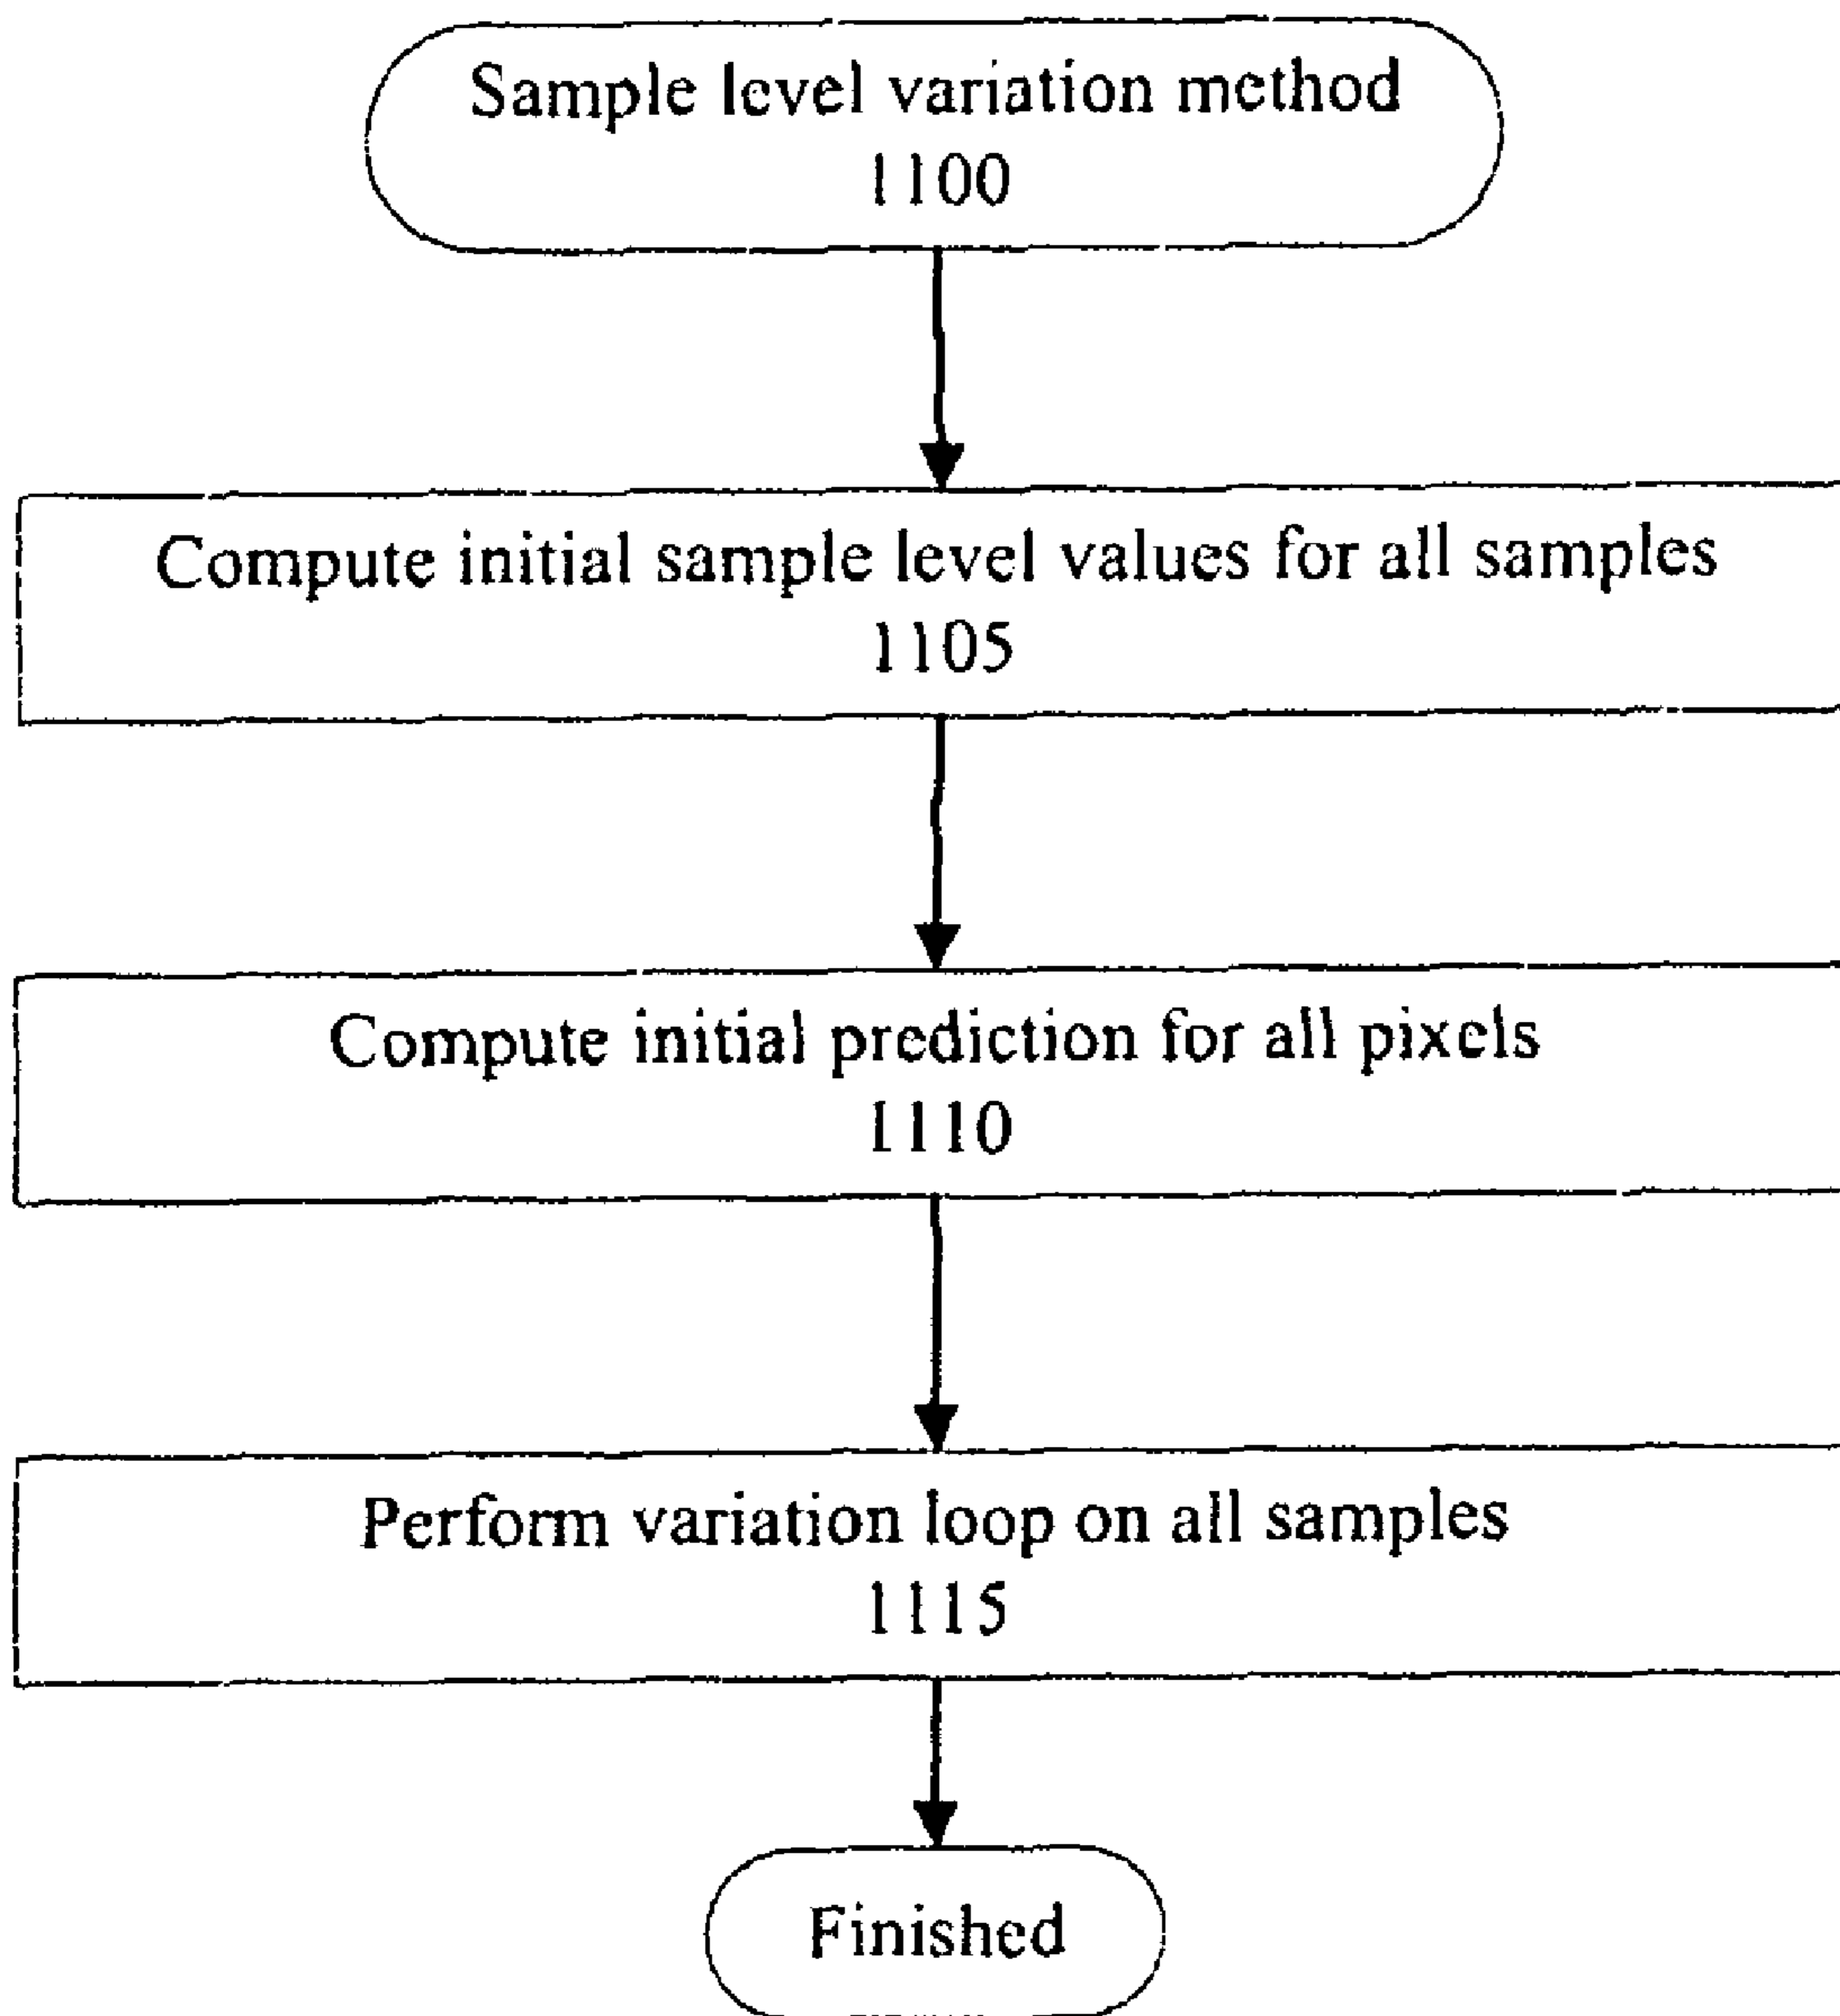 Sample level variation method
1100
Compute initial sample level values for all samples
1105
Compute initial prediction for all pixels
1110
Perform variation loop on all samples
1115
Finished